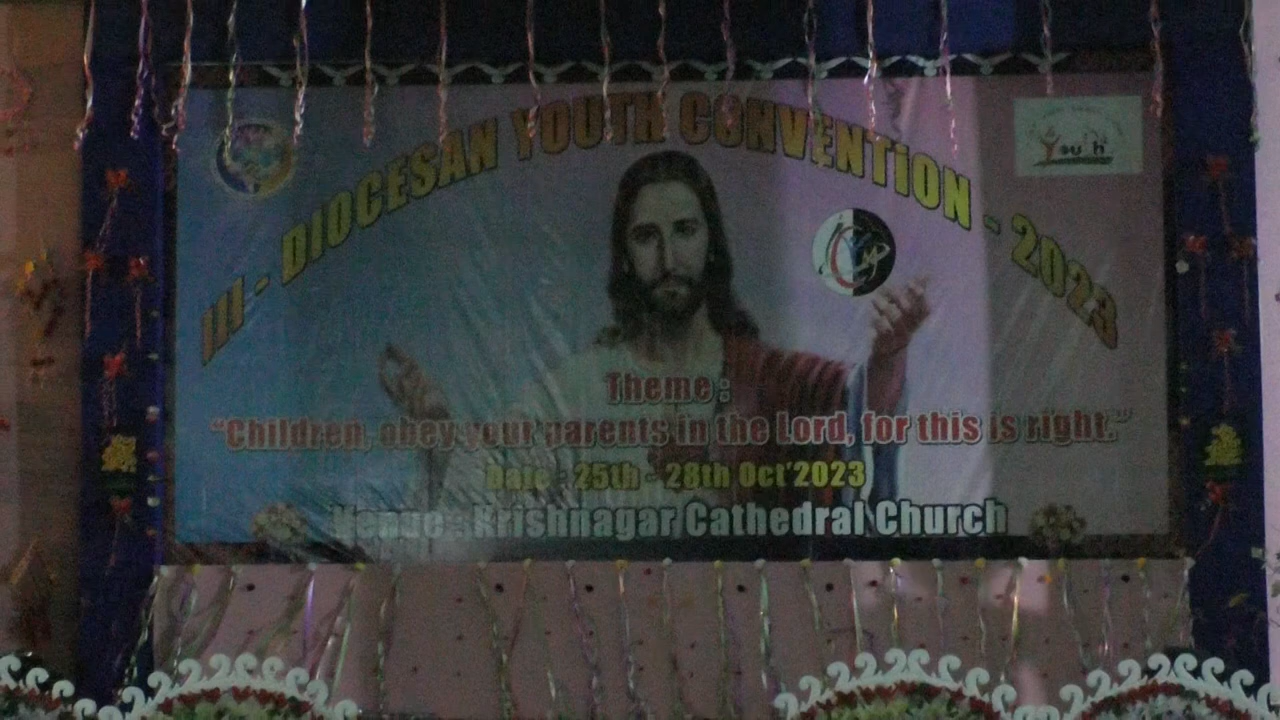 III - DIOCESAN YOUTH CONVENTION - 2023
Youth
Theme :
“Children, obey your parents in the Lord, for this is right.”
Date : 25th - 28th Oct'2023
Venue : Krishnagar Cathedral Church